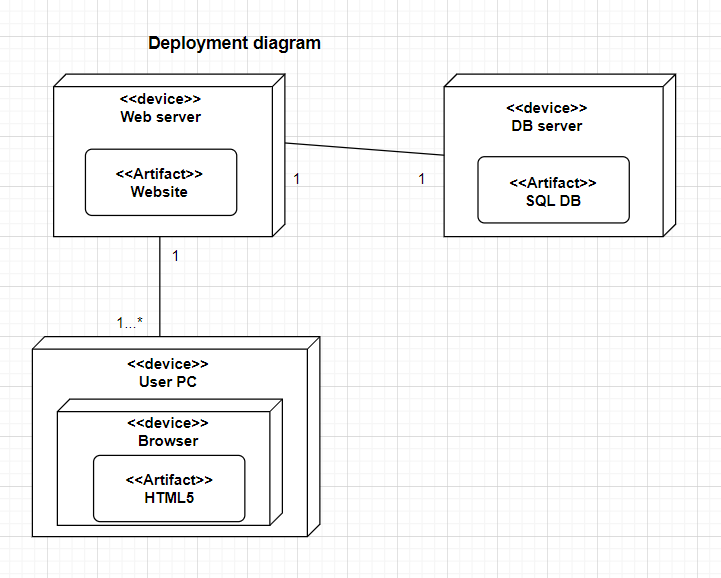 Deployment diagram
<<device>>
Web server
<<Artifact>>
Website
<<device>>
DB server
<<Artifact>>
SQL DB
1
1
1
1...*
<<device>>
User PC
<<device>>
Browser
<<Artifact>>
HTML5